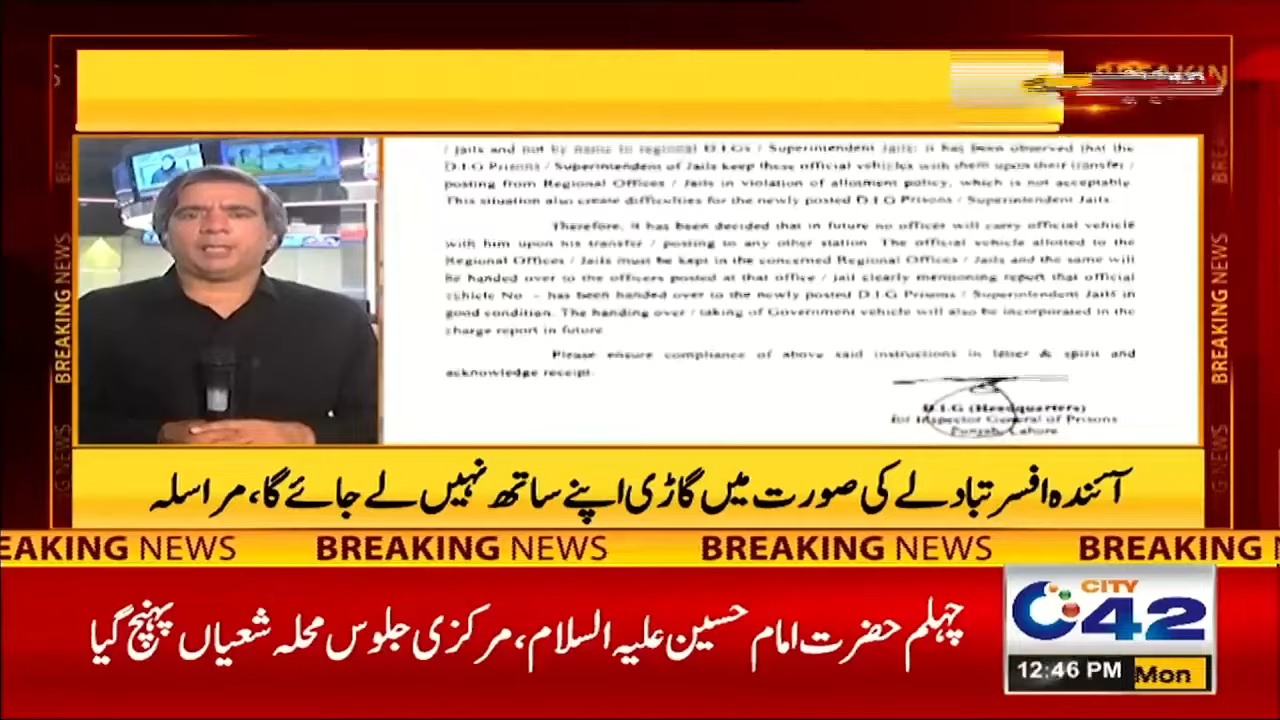 BREAKING
/ Jails and not by name to regional D.I.Gs / Superintendent Jails. It has been observed that the
D.I.G Prisons / Superintendent of Jails keep these official vehicles with them upon their transfer /
posting from Regional Offices / Jails in violation of allotment policy, which is not acceptably.
This situation also create difficulties for the newly posted D.I.G Prisons / Superintendent Jails.
Therefore, it has been decided that in future no officer will carry official vehicle
with him upon his transfer / posting to any other station. The official vehicle allotted to the
Regional Offices / Jails must be kept in the concerned Regional Offices / Jails and the same will
be handed over to the officers posted at that office / jail clearly mentioning report that official
vehicle No – has been handed over to the newly posted D.I.G Prisons / Superintendent Jails in
good condition. The handing over / taking of Government vehicle will also be incorporated in the
charge report in future.
Please ensure compliance of above said instructions in letter & spirit and
acknowledge receipt.
D.I.G (Headquarters)
for Inspector General of Prisons
Punjab, Lahore
BREAKING NEWS
BREAKING NEWS
NEWS
آئندہ افسر تبادلے کی صورت میں گاڑی اپنے ساتھ نہیں لے جائے گا، مراسلہ
EAKING NEWS BREAKING NEWS BREAKING NEWS BREAKING
چہلم حضرت امام حسین علیہ السلام، مرکزی جلوس محلہ شعیاں پہنچ گیا
CITY
42
12:46 PM Mon